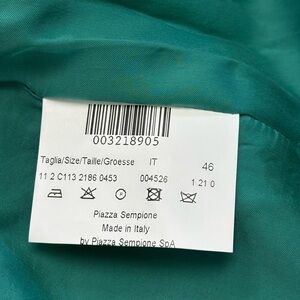 003218905
Taglia/Size/Taille/Groesse IT 46
11 2 C113 2186 0453 004526 1 21 0
Piazza Sempione
Made in Italy
by Piazza Sempione SpA